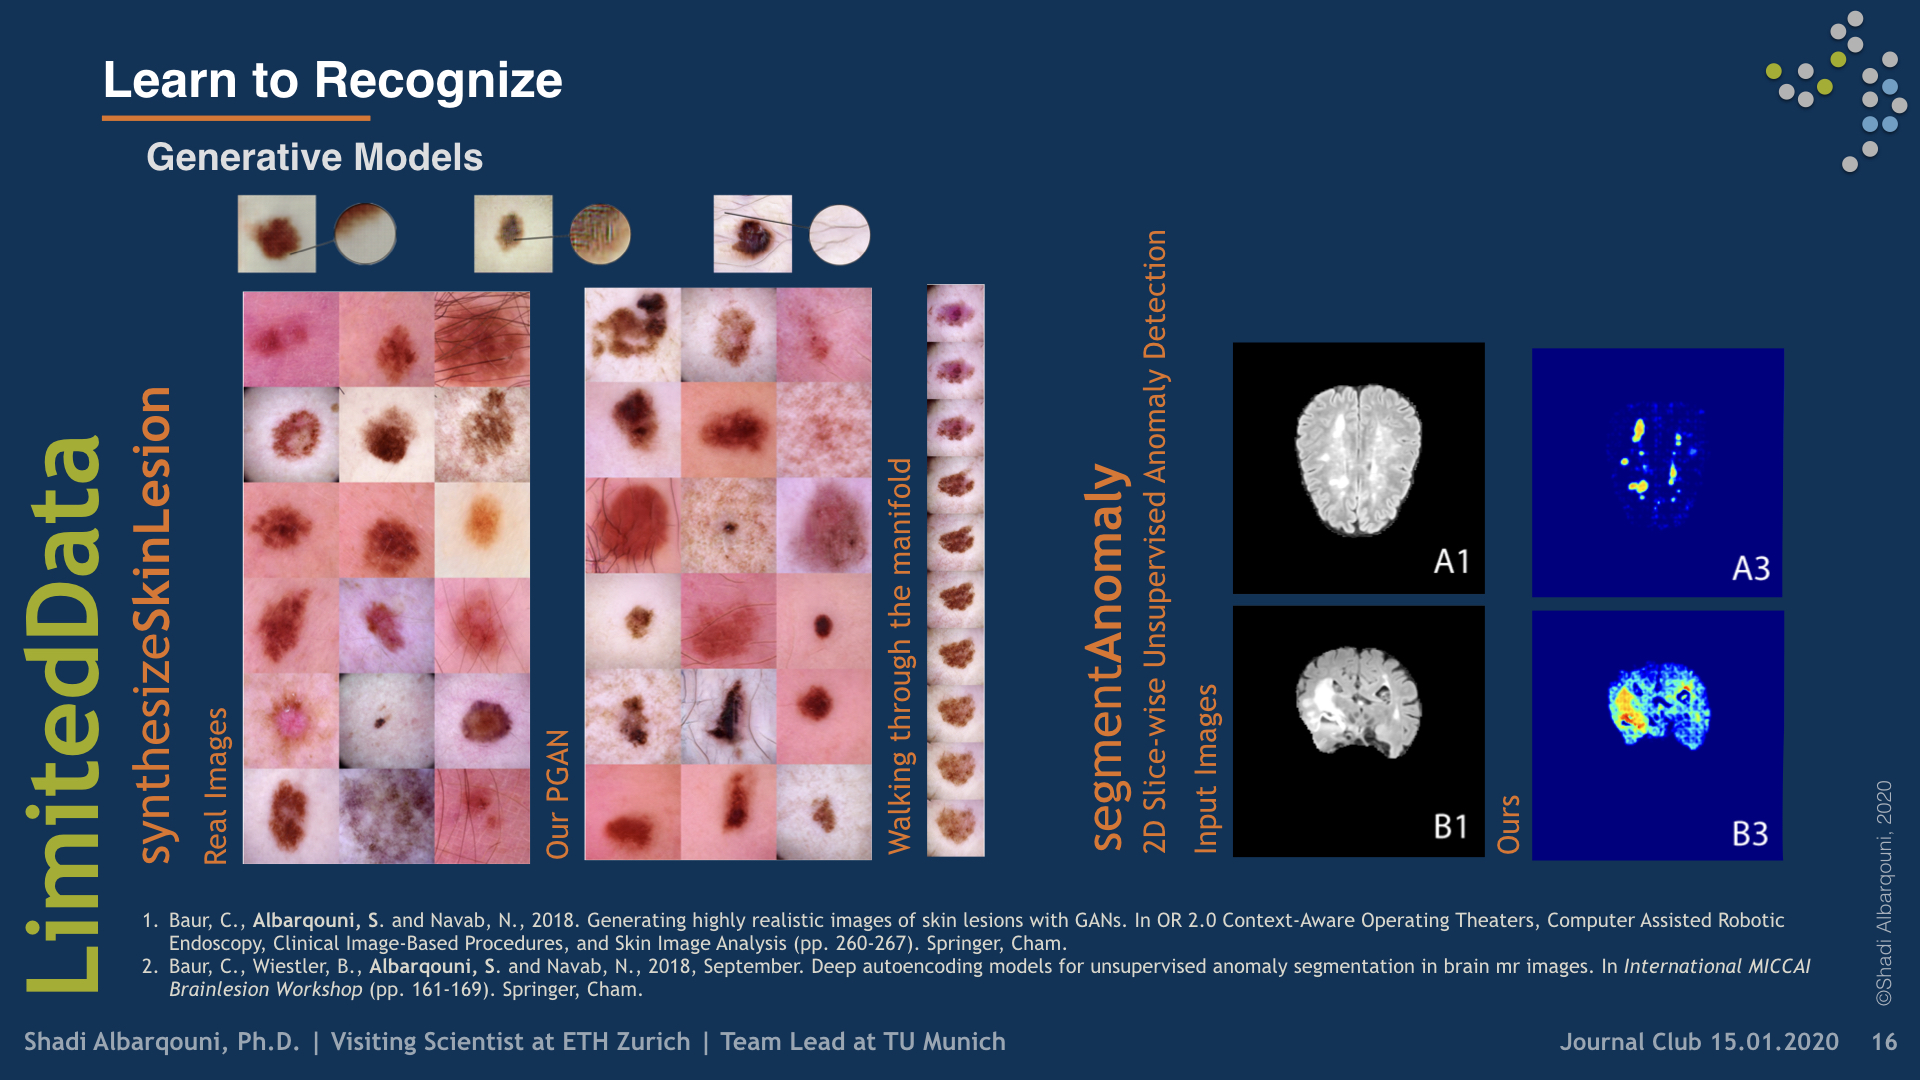 Learn to Recognize
Generative Models
LimitedData
synthesizeSkinLesion
Real Images
Our PGAN
Walking through the manifold
segmentAnomaly
2D Slice-wise Unsupervised Anomaly Detection
Input Images
A1
B1
Ours
A3
B3
1. Baur, C., Albarqouni, S. and Navab, N., 2018. Generating highly realistic images of skin lesions with GANs. In OR 2.0 Context-Aware Operating Theaters, Computer Assisted Robotic
Endoscopy, Clinical Image-Based Procedures, and Skin Image Analysis (pp. 260-267). Springer, Cham.
2. Baur, C., Wiestler, B., Albarqouni, S. and Navab, N., 2018, September. Deep autoencoding models for unsupervised anomaly segmentation in brain mr images. In International MICCAI
Brainlesion Workshop (pp. 161-169). Springer, Cham.
©Shadi Albarqouni, 2020
Shadi Albarqouni, Ph.D. | Visiting Scientist at ETH Zurich | Team Lead at TU Munich
Journal Club 15.01.2020 16